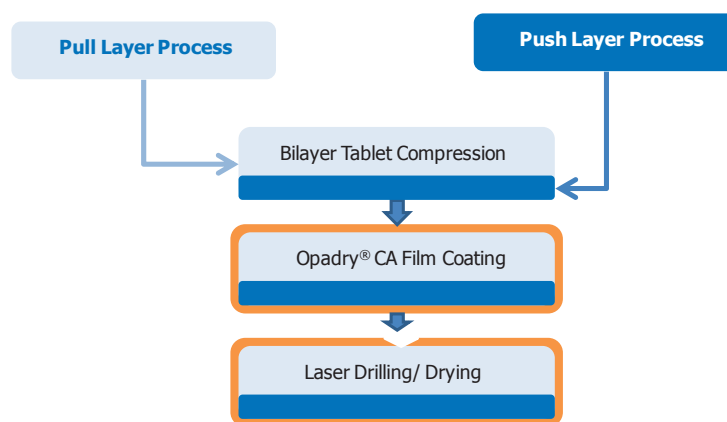 Pull Layer Process
Push Layer Process
Bilayer Tablet Compression
Opadry® CA Film Coating
Laser Drilling/ Drying